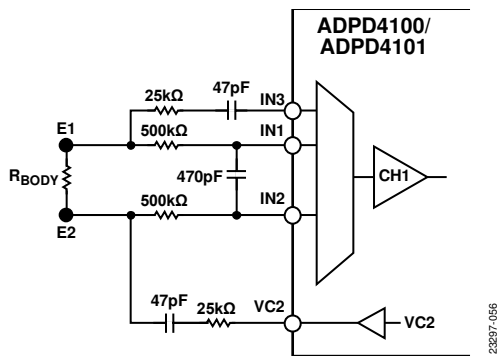 ADPD4100/
ADPD4101
47pF
25kΩ
IN3
E1
500kΩ
IN1
RBODY
470pF
CH1
E2
500kΩ
IN2
47pF
25kΩ
VC2
VC2
23297-056